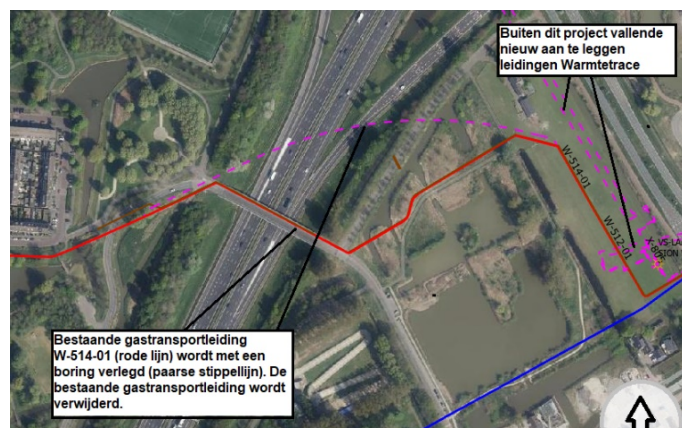 Buiten dit project vallende
nieuw aan te leggen
leidingen Warmtetrace
W-514-01
W-512-01
Bestaande gastransportleiding
W-514-01 (rode lijn) wordt met een
boring verlegd (paarse stippellijn). De
bestaande gastransportleiding wordt
verwijderd.